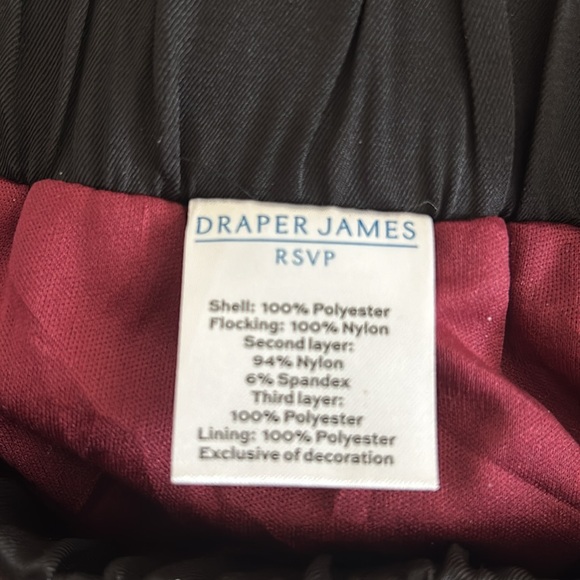 DRAPER JAMES
RSVP
Shell: 100% Polyester
Flocking: 100% Nylon
Second layer:
94% Nylon
6% Spandex
Third layer:
100% Polyester
Lining: 100% Polyester
Exclusive of decoration